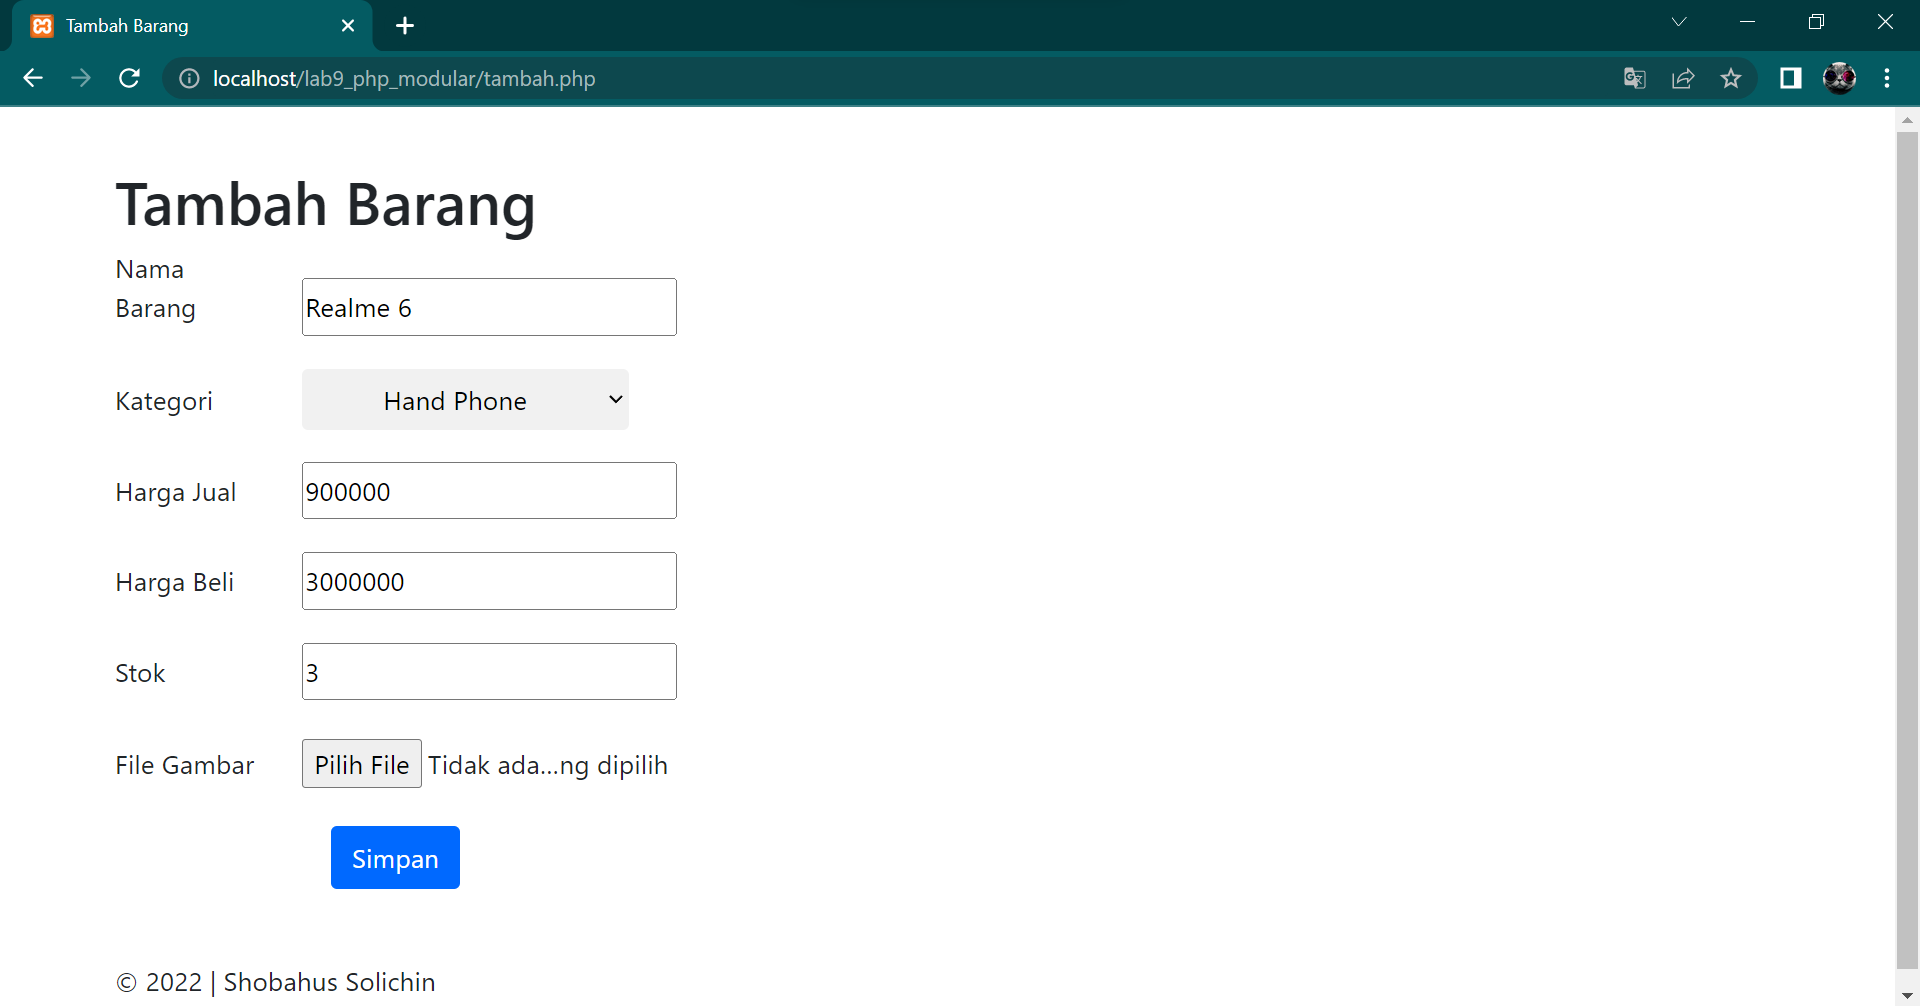 Tambah Barang
localhost/lab9_php_modular/tambah.php
Tambah Barang
Nama
Barang
Realme 6
Kategori
Hand Phone
Harga Jual
900000
Harga Beli
3000000
Stok
3
File Gambar
Pilih File
Tidak ada...ng dipilih
Simpan
© 2022 | Shobahus Solichin